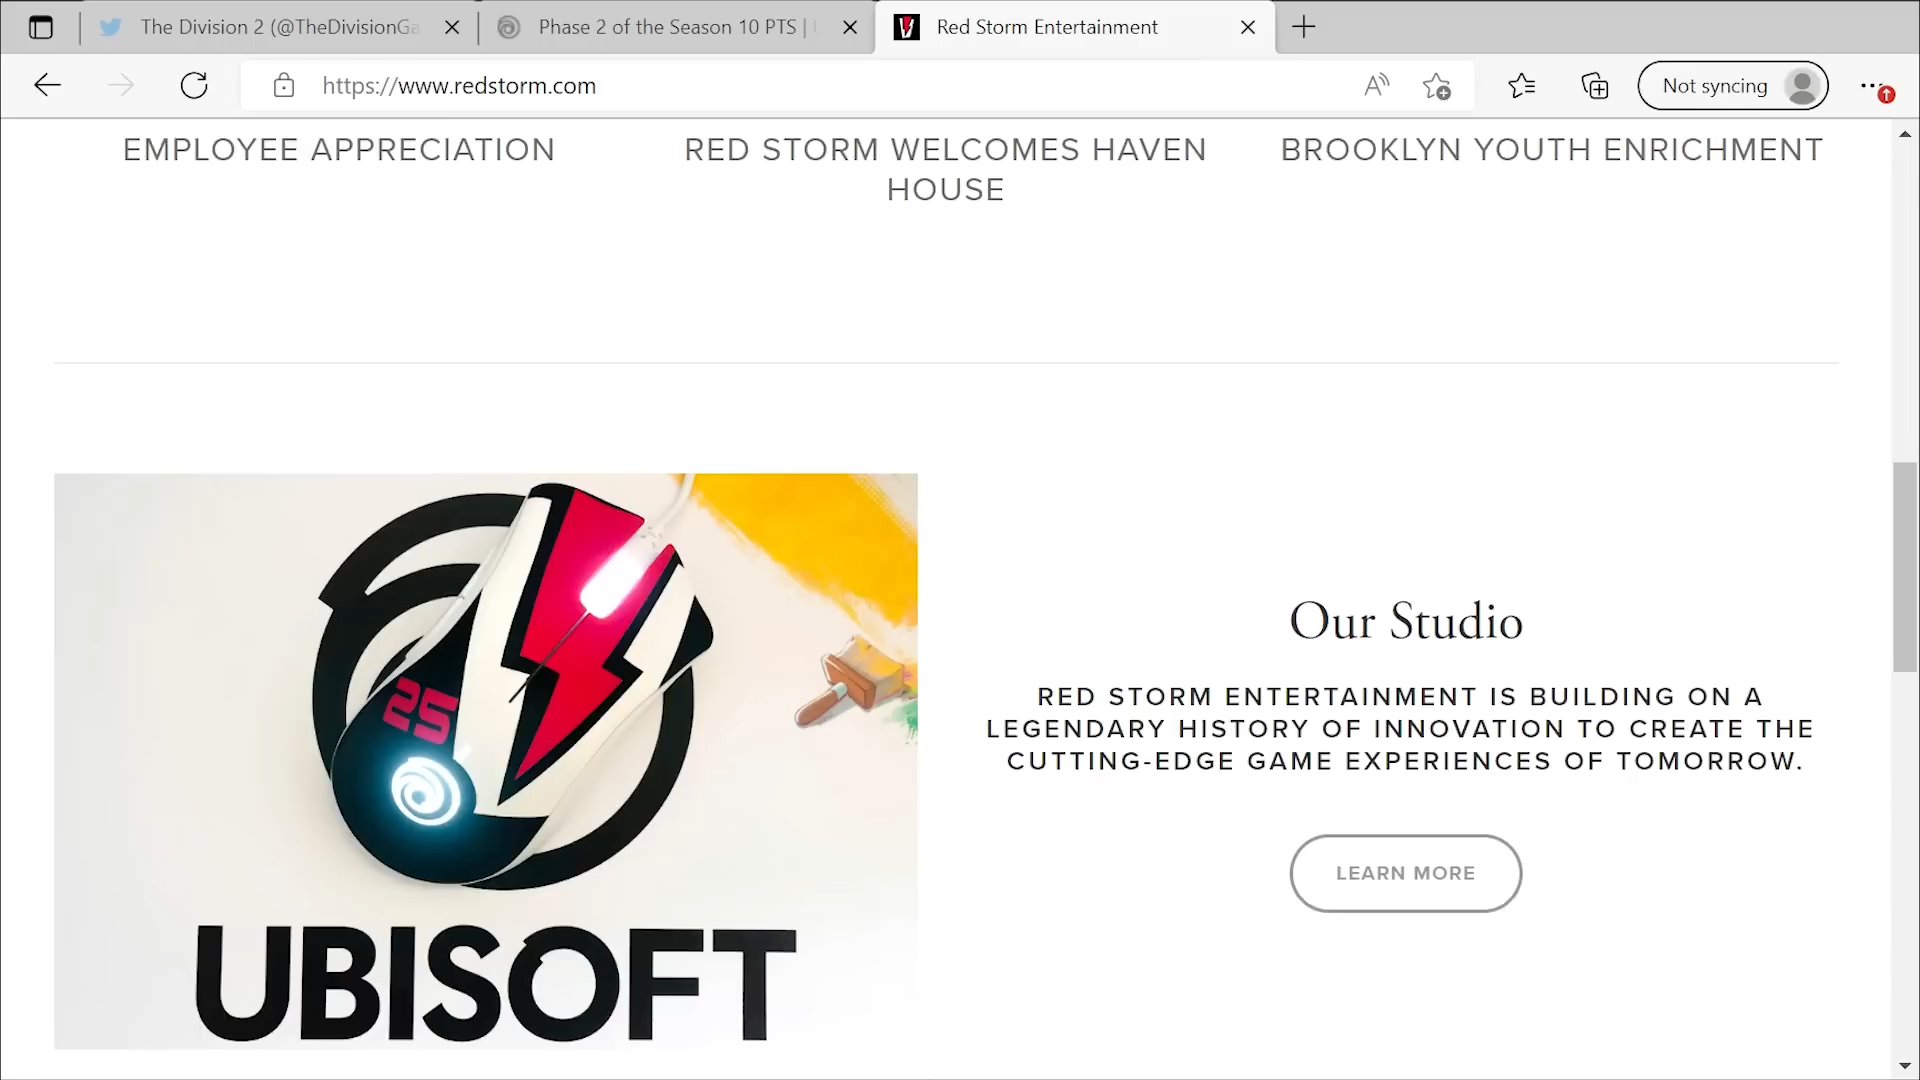 The Division 2 (@TheDivisionGa
Phase 2 of the Season 10 PTS |
Red Storm Entertainment
https://www.redstorm.com
Not syncing
EMPLOYEE APPRECIATION
RED STORM WELCOMES HAVEN
HOUSE
BROOKLYN YOUTH ENRICHMENT
25
UBISOFT
Our Studio
RED STORM ENTERTAINMENT IS BUILDING ON A
LEGENDARY HISTORY OF INNOVATION TO CREATE THE
CUTTING-EDGE GAME EXPERIENCES OF TOMORROW.
LEARN MORE